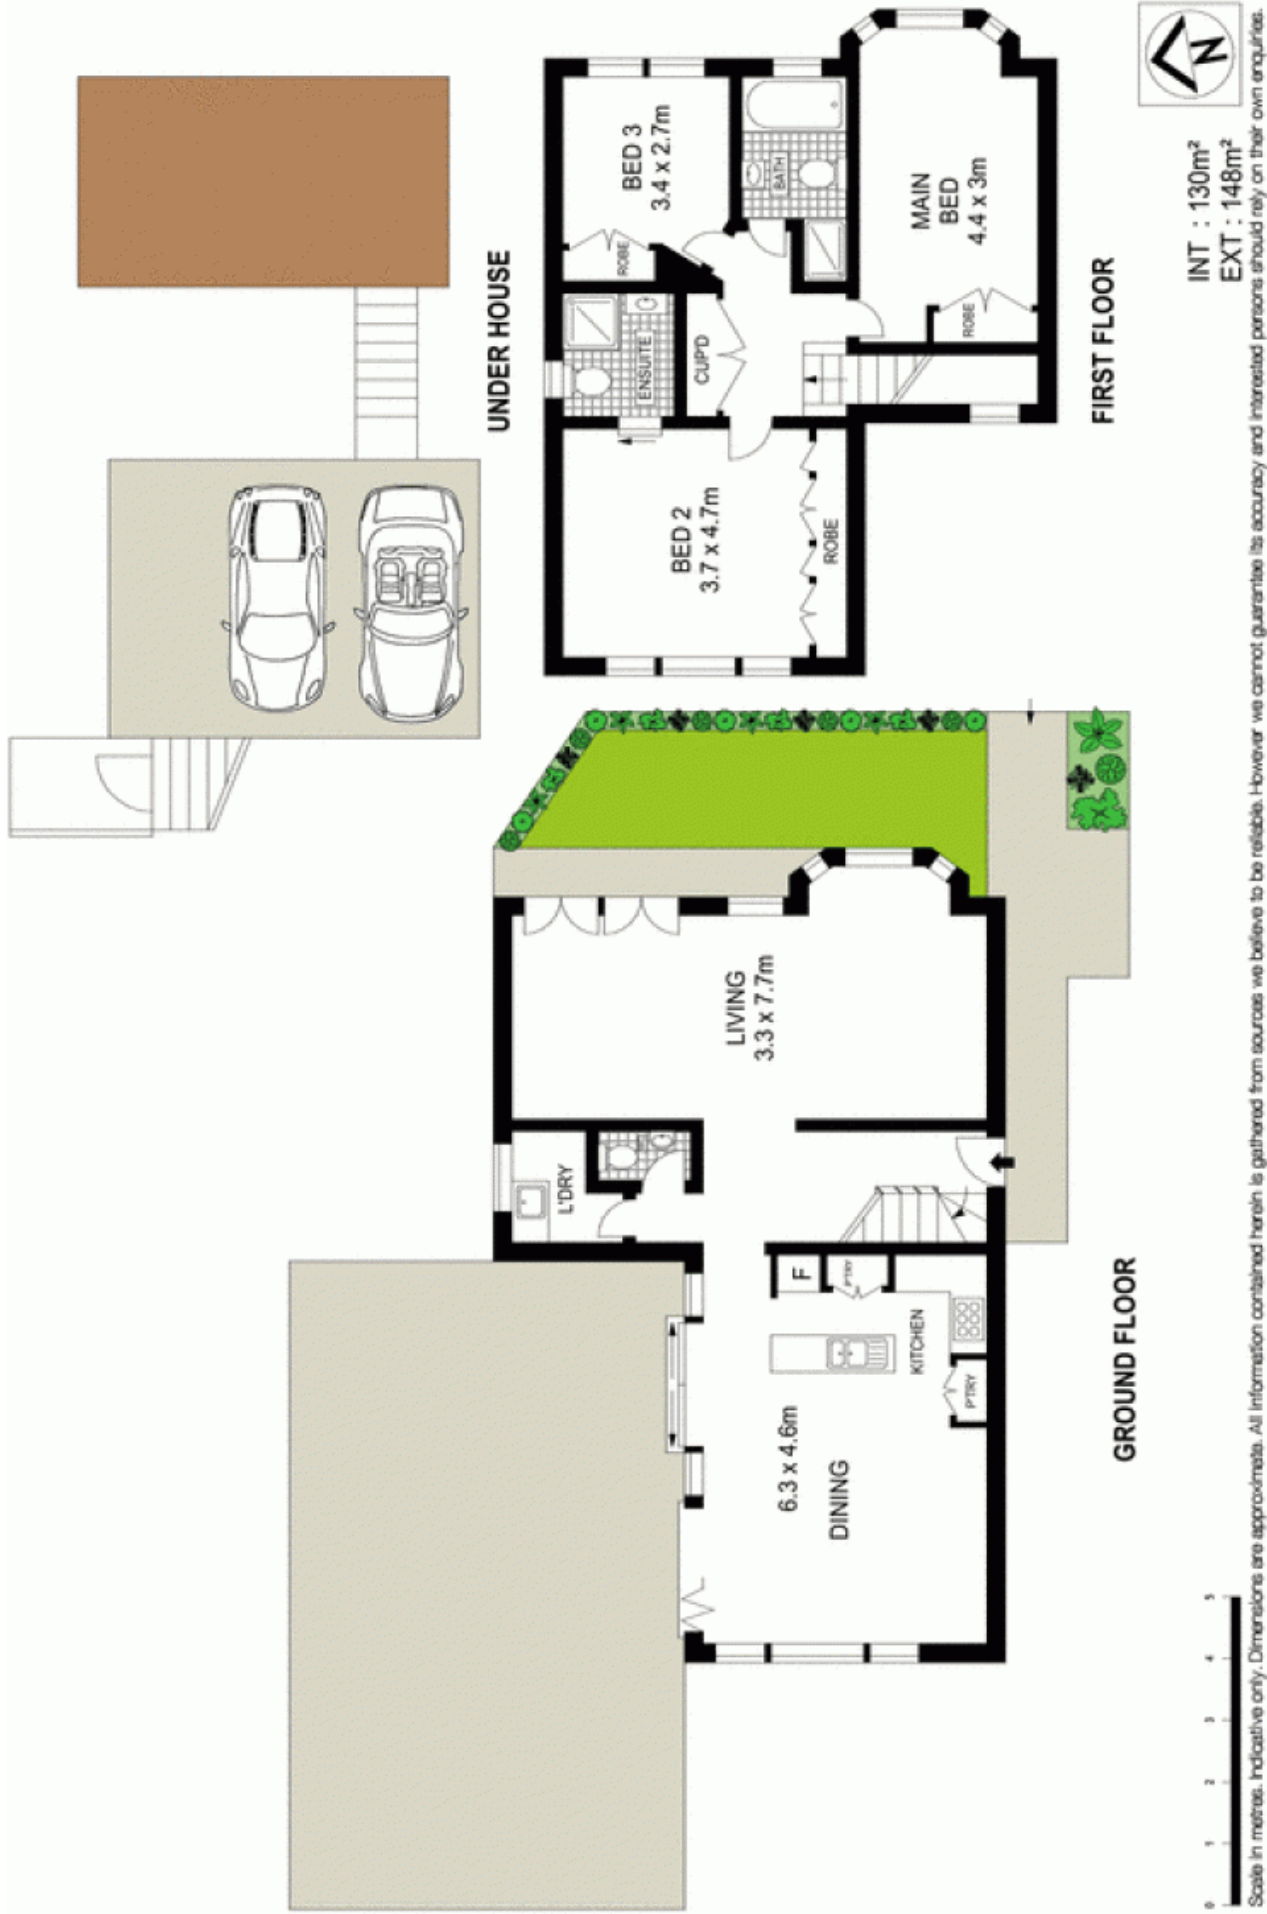 UNDER HOUSE
BED 3
3.4 x 2.7m
ROBE
BATH
MAIN
BED
4.4 x 3m
ROBE
ENSUITE
CUP'D
BED 2
3.7 x 4.7m
ROBE
FIRST FLOOR
N
INT : 130m²
EXT : 148m²
LIVING
3.3 x 7.7m
L'DRY
F
P'TRY
KITCHEN
P'TRY
6.3 x 4.6m
DINING
GROUND FLOOR
0 1 2 3 4 5
Scale in metres. Indicative only. Dimensions are approximate. All information contained herein is gathered from sources we believe to be reliable. However we cannot guarantee its accuracy and interested persons should rely on their own enquiries.